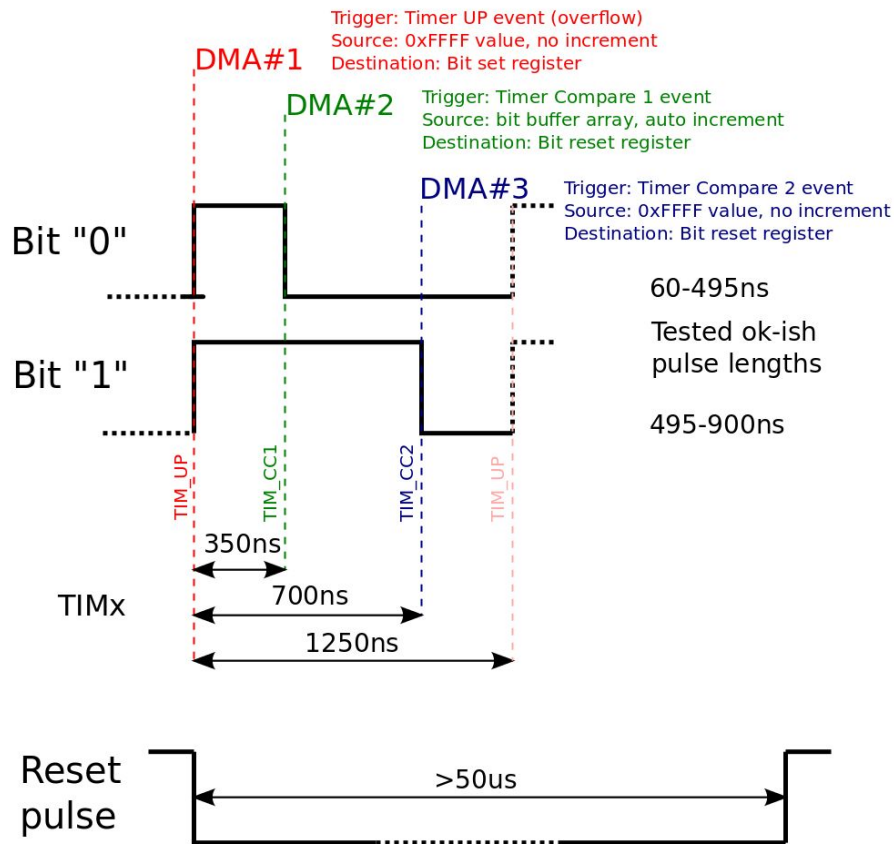 DMA#1
Trigger: Timer UP event (overflow)
Source: 0xFFFF value, no increment
Destination: Bit set register
DMA#2
Trigger: Timer Compare 1 event
Source: bit buffer array, auto increment
Destination: Bit reset register
DMA#3
Trigger: Timer Compare 2 event
Source: 0xFFFF value, no increment
Destination: Bit reset register
Bit "0"
60-495ns
Tested ok-ish
pulse lengths
Bit "1"
495-900ns
TIM_UP
TIM_CC1
TIM_CC2
TIM_UP
350ns
TIMx
700ns
1250ns
Reset
pulse
>50us